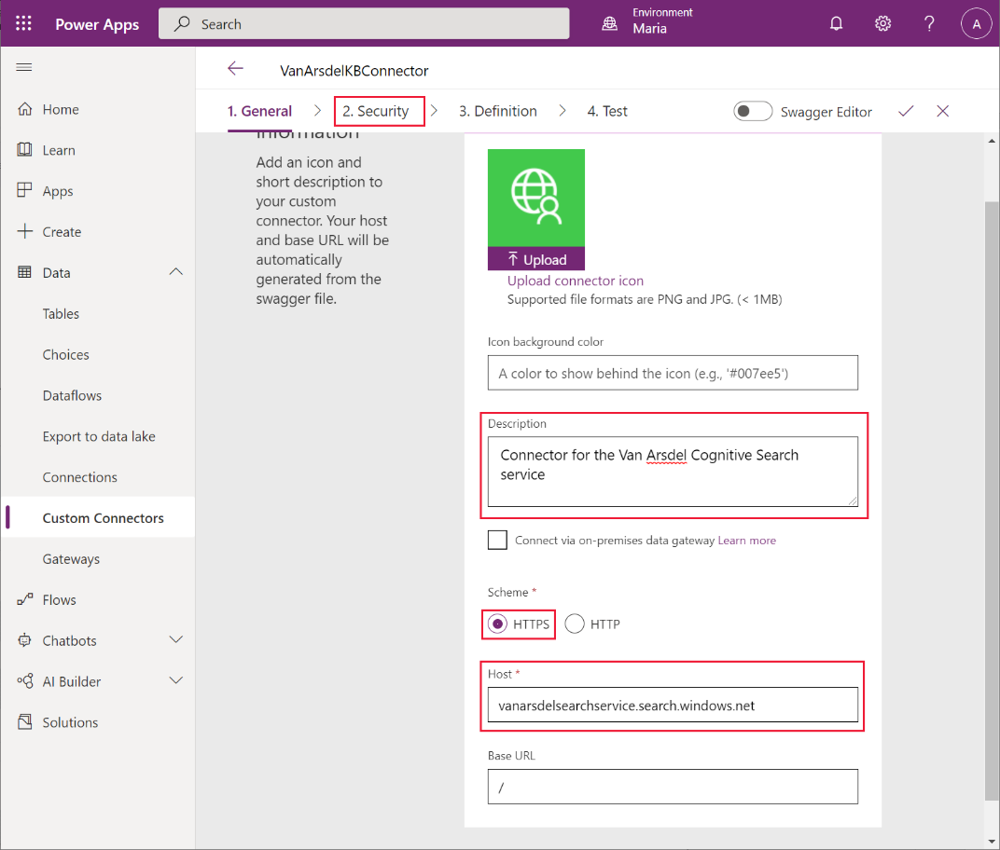 Power Apps
Search
Environment
Maria
A
VanArsdelKBConnector
1. General
2. Security
3. Definition
4. Test
Swagger Editor
Home
Learn
Apps
Create
Data
Tables
Choices
Dataflows
Export to data lake
Connections
Custom Connectors
Gateways
Flows
Chatbots
AI Builder
Solutions
information
Add an icon and
short description to
your custom
connector. Your host
and base URL will be
automatically
generated from the
swagger file.
Upload
Upload connector icon
Supported file formats are PNG and JPG. (< 1MB)
Icon background color
A color to show behind the icon (e.g., '#007ee5')
Description
Connector for the Van Arsdel Cognitive Search
service
Connect via on-premises data gateway Learn more
Scheme *
HTTPS
HTTP
Host *
vanarsdelsearchservice.search.windows.net
Base URL
/